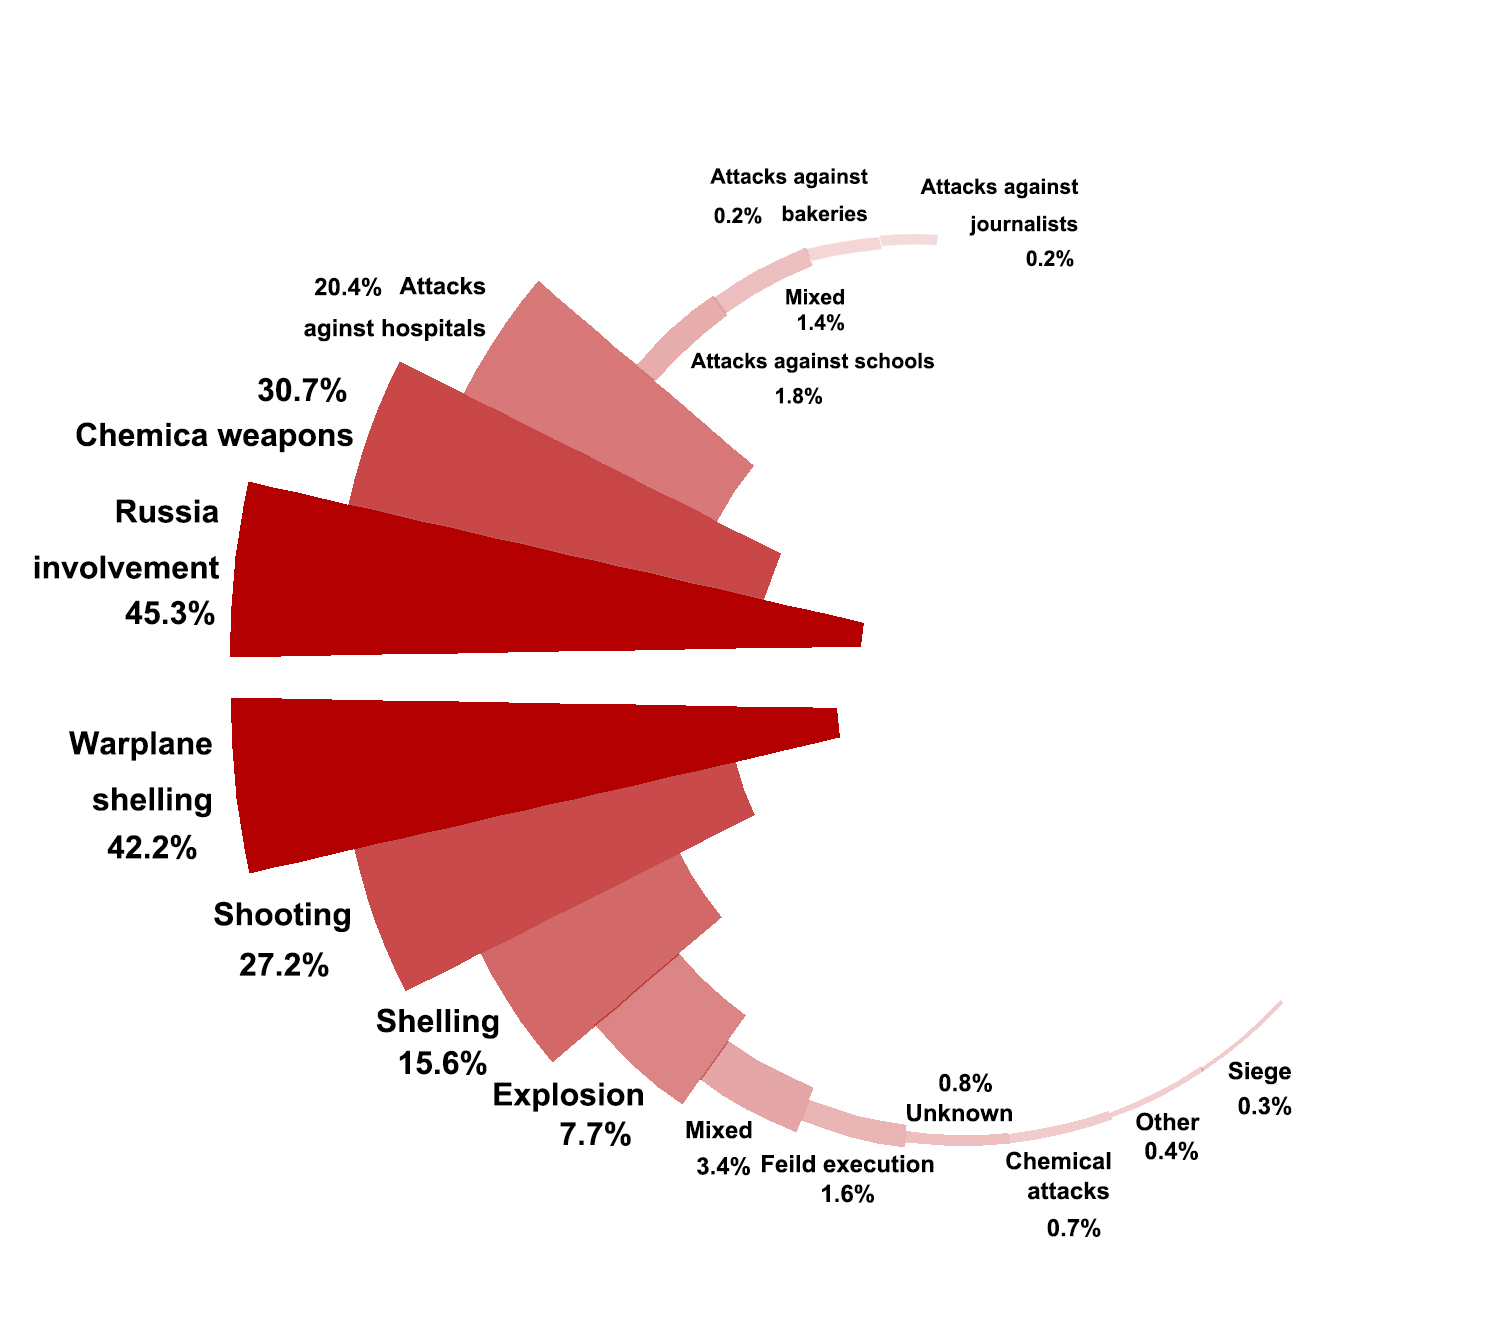 Attacks against
0.2% bakeries
Attacks against
journalists
0.2%
20.4% Attacks
aginst hospitals
Mixed
1.4%
Attacks against schools
1.8%
30.7%
Chemica weapons
Russia
involvement
45.3%
Warplane
shelling
42.2%
Shooting
27.2%
Shelling
15.6%
Explosion
7.7%
Mixed
3.4%
Feild execution
1.6%
0.8%
Unknown
Chemical
attacks
0.7%
Other
0.4%
Siege
0.3%